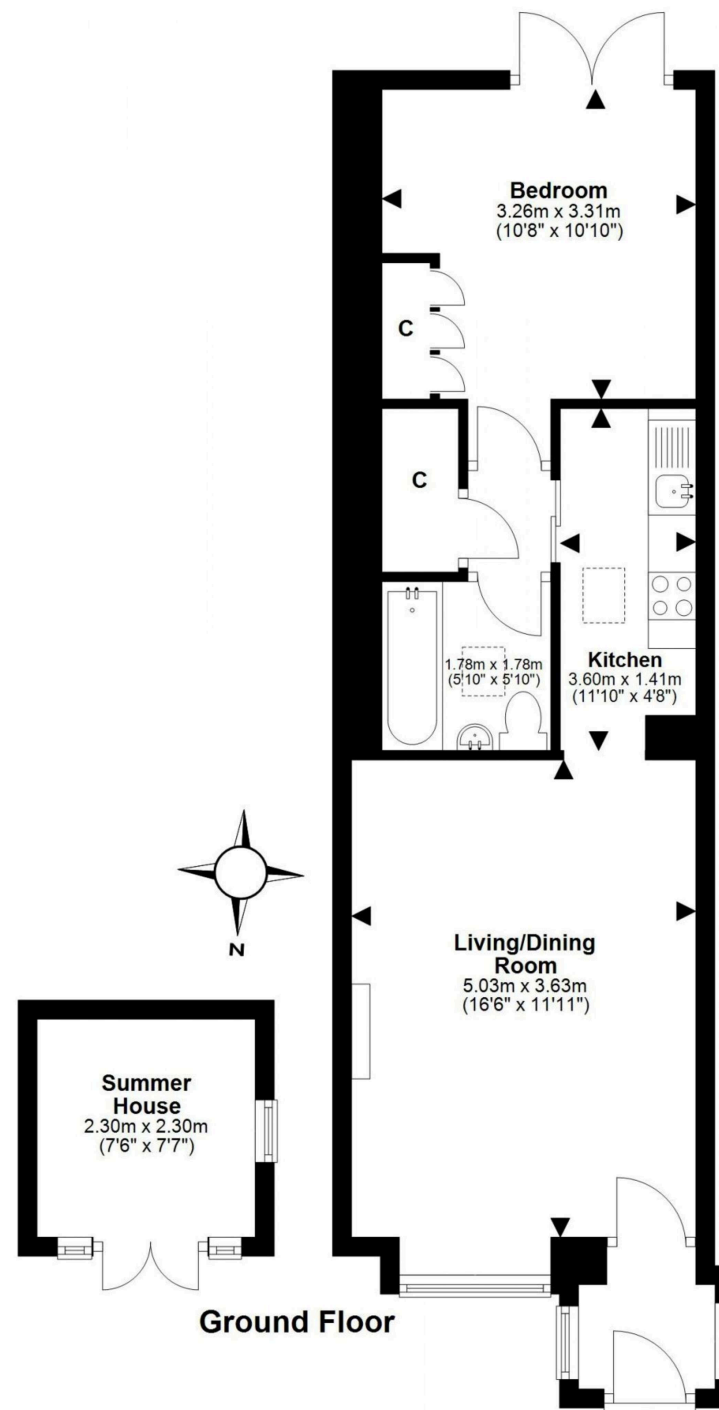 Bedroom
3.26m x 3.31m
(10'8" x 10'10")
C
C
1.78m x 1.78m
(5'10" x 5'10")
Kitchen
3.60m x 1.41m
(11'10" x 4'8")
N
Living/Dining
Room
5.03m x 3.63m
(16'6" x 11'11")
Summer
House
2.30m x 2.30m
(7'6" x 7'7")
Ground Floor